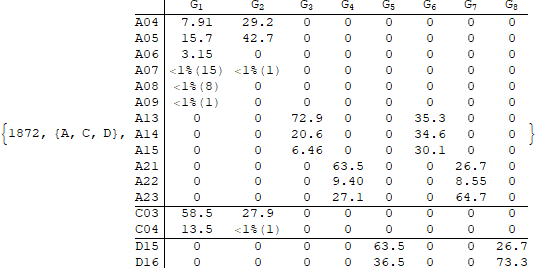 G₁ G₂ G₃ G₄ G₅ G₆ G₇ G₈
A04 7.91 29.2 0 0 0 0 0 0
A05 15.7 42.7 0 0 0 0 0 0
A06 3.15 0 0 0 0 0 0 0
A07 <1%(15) <1%(1) 0 0 0 0 0 0
A08 <1%(8) 0 0 0 0 0 0 0
A09 <1%(1) 0 0 0 0 0 0 0
A13 0 0 72.9 0 0 35.3 0 0
{1872, {A, C, D}, A14 0 0 20.6 0 0 34.6 0 0 }
A15 0 0 6.46 0 0 30.1 0 0
A21 0 0 0 63.5 0 0 26.7 0
A22 0 0 0 9.40 0 0 8.55 0
A23 0 0 0 27.1 0 0 64.7 0
C03 58.5 27.9 0 0 0 0 0 0
C04 13.5 <1%(1) 0 0 0 0 0 0
D15 0 0 0 0 63.5 0 0 26.7
D16 0 0 0 0 36.5 0 0 73.3